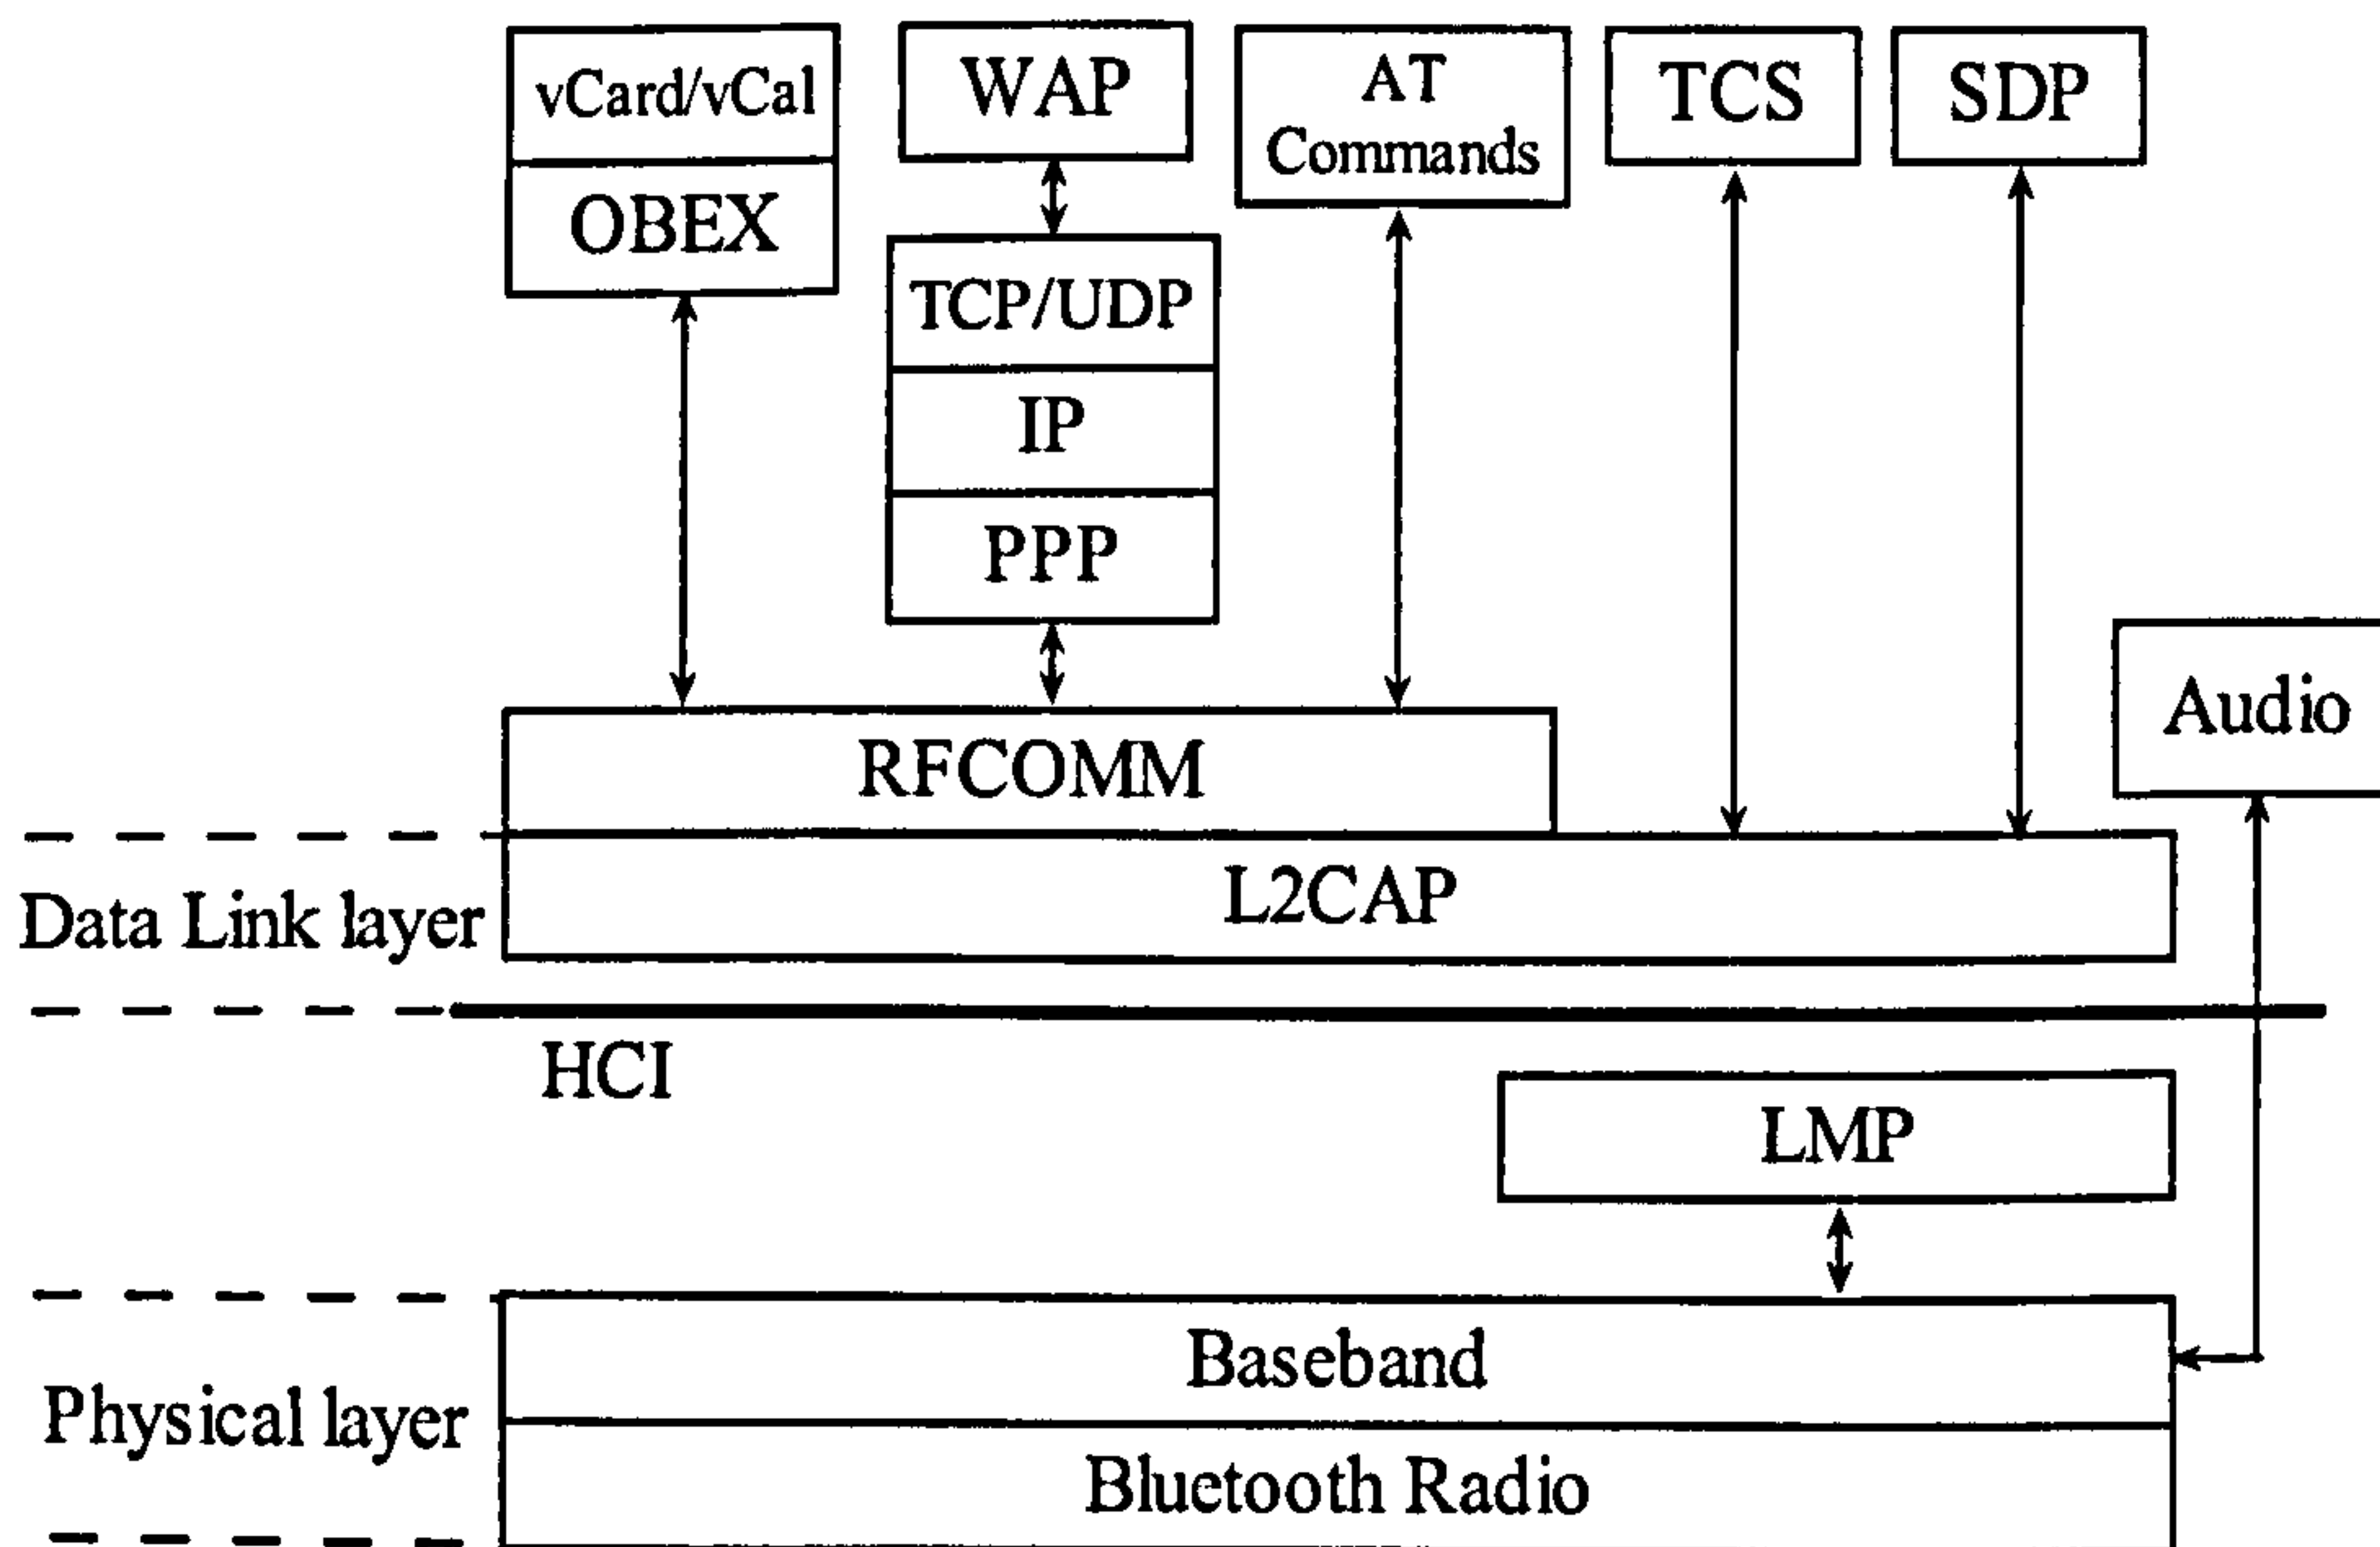 vCard/vCal
OBEX
WAP
TCP/UDP
IP
PPP
AT
Commands
TCS
SDP
Audio
RFCOMM
Data Link layer
L2CAP
HCI
LMP
Physical layer
Baseband
Bluetooth Radio